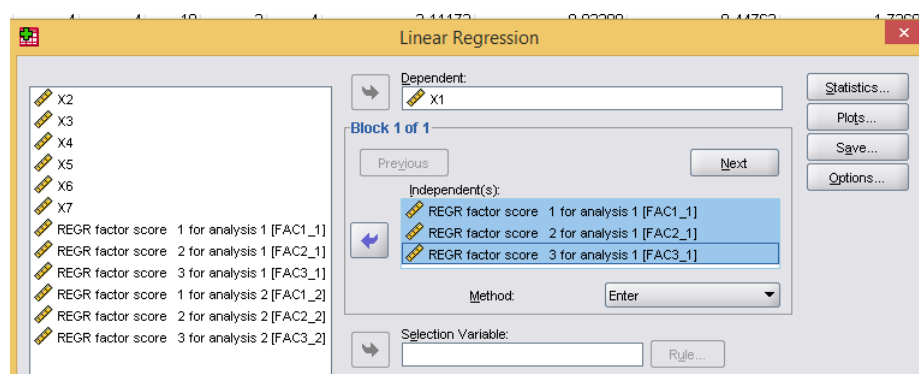 Linear Regression
X2
X3
X4
X5
X6
X7
REGR factor score 1 for analysis 1 [FAC1_1]
REGR factor score 2 for analysis 1 [FAC2_1]
REGR factor score 3 for analysis 1 [FAC3_1]
REGR factor score 1 for analysis 2 [FAC1_2]
REGR factor score 2 for analysis 2 [FAC2_2]
REGR factor score 3 for analysis 2 [FAC3_2]
Dependent:
X1
Block 1 of 1
Previous
Next
Independent(s):
REGR factor score 1 for analysis 1 [FAC1_1]
REGR factor score 2 for analysis 1 [FAC2_1]
REGR factor score 3 for analysis 1 [FAC3_1]
Method:
Enter
Selection Variable:
Rule...
Statistics...
Plots...
Save...
Options...